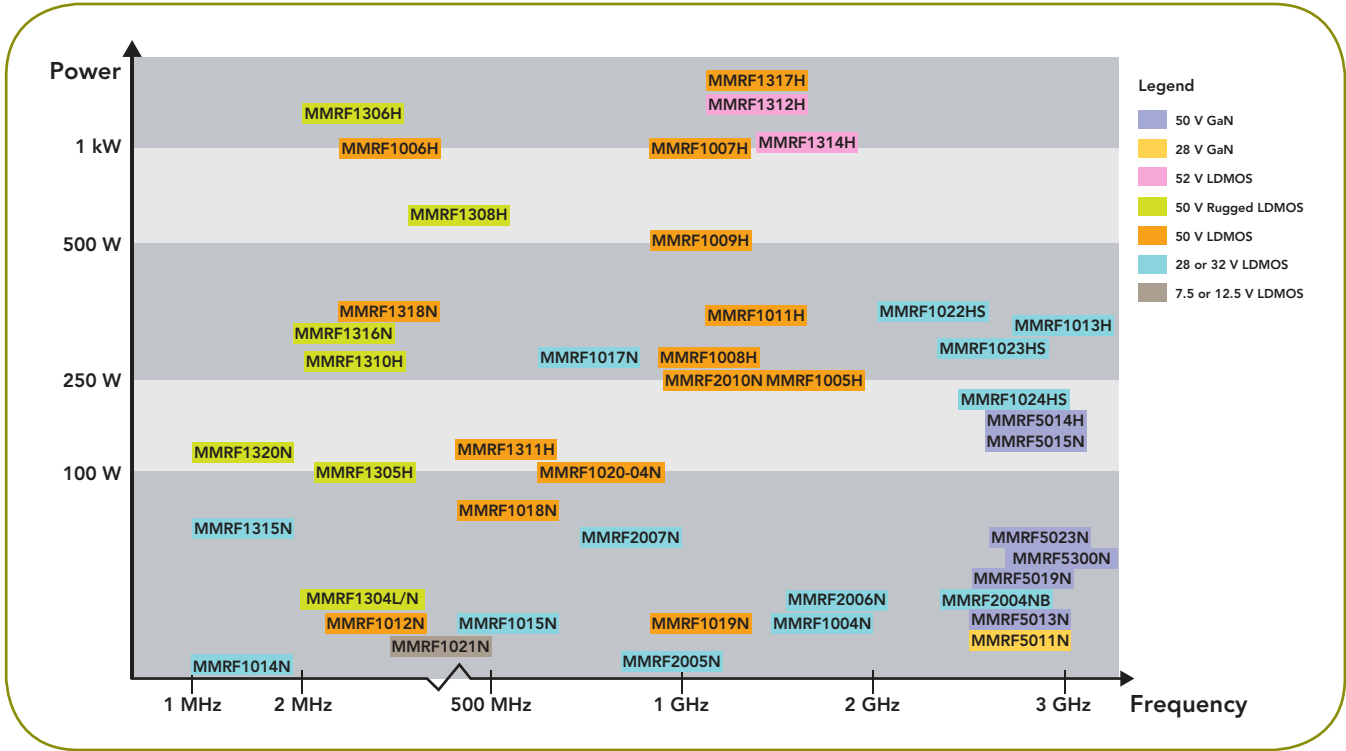 Power
MMRF1317H
Legend
MMRF1312H
MMRF1306H
50 V GaN
1 kW
MMRF1006H
MMRF1007H
MMRF1314H
28 V GaN
52 V LDMOS
MMRF1308H
50 V Rugged LDMOS
500 W
MMRF1009H
50 V LDMOS
28 or 32 V LDMOS
7.5 or 12.5 V LDMOS
MMRF1318N
MMRF1011H
MMRF1022HS
MMRF1316N
MMRF1013H
MMRF1310H
MMRF1017N
MMRF1008H
MMRF1023HS
250 W
MMRF2010N
MMRF1005H
MMRF1024HS
MMRF5014H
MMRF5015N
MMRF1320N
MMRF1311H
100 W
MMRF1305H
MMRF1020-04N
MMRF1018N
MMRF1315N
MMRF2007N
MMRF5023N
MMRF5300N
MMRF5019N
MMRF1304L/N
MMRF2006N
MMRF2004NB
MMRF1012N
MMRF1015N
MMRF1019N
MMRF1004N
MMRF5013N
MMRF1021N
MMRF5011N
MMRF1014N
MMRF2005N
1 MHz
2 MHz
500 MHz
1 GHz
2 GHz
3 GHz
Frequency